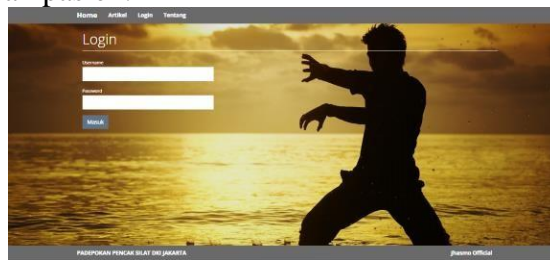 Home Artikel Login Tentang
Login
Username
Password
Masuk
PADEPOKAN PENCAK SILAT DKI JAKARTA
Jhasmo Official